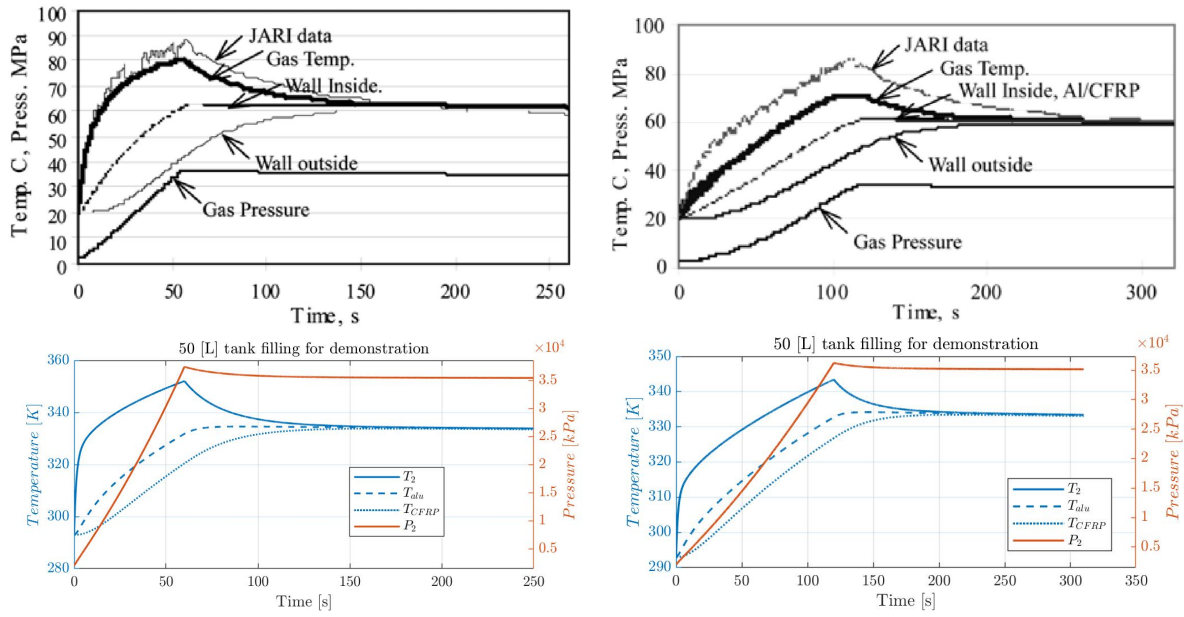 100
90
80
70
60
50
40
30
20
10
0
Temp. C, Press. MPa
JARI data
Gas Temp.
Wall Inside.
Wall outside
Gas Pressure
0 50 100 150 200 250
Time, s
100
80
60
40
20
0
Temp. C, Press. MPa
JARI data
Gas Temp.
Wall Inside, Al/CFRP
Wall outside
Gas Pressure
0 100 200 300
Time, s
50 [L] tank filling for demonstration
×10⁴
360
340
320
300
280
Temperature [K]
3.5
3
2.5
2
1.5
1
0.5
Pressure [kPa]
T₂
Tₐₗᵤ
T_CFRP
P₂
0 50 100 150 200 250
Time [s]
50 [L] tank filling for demonstration
×10⁴
350
340
330
320
310
300
290
Temperature [K]
3.5
3
2.5
2
1.5
1
0.5
Pressure [kPa]
T₂
Tₐₗᵤ
T_CFRP
P₂
0 50 100 150 200 250 300 350
Time [s]